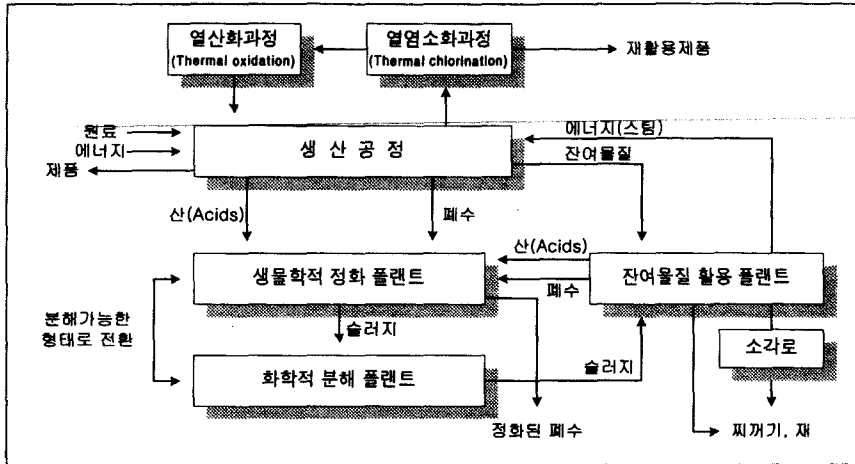 열산화과정
(Thermal oxidation)
열염소화과정
(Thermal chlorination)
재활용제품
원료
에너지
제품
생산공정
에너지(스팀)
잔여물질
산(Acids)
폐수
생물학적 정화 플랜트
산(Acids)
폐수
잔여물질 활용 플랜트
분해가능한
형태로 전환
슬러지
화학적 분해 플랜트
슬러지
소각로
정화된 폐수
찌꺼기, 재